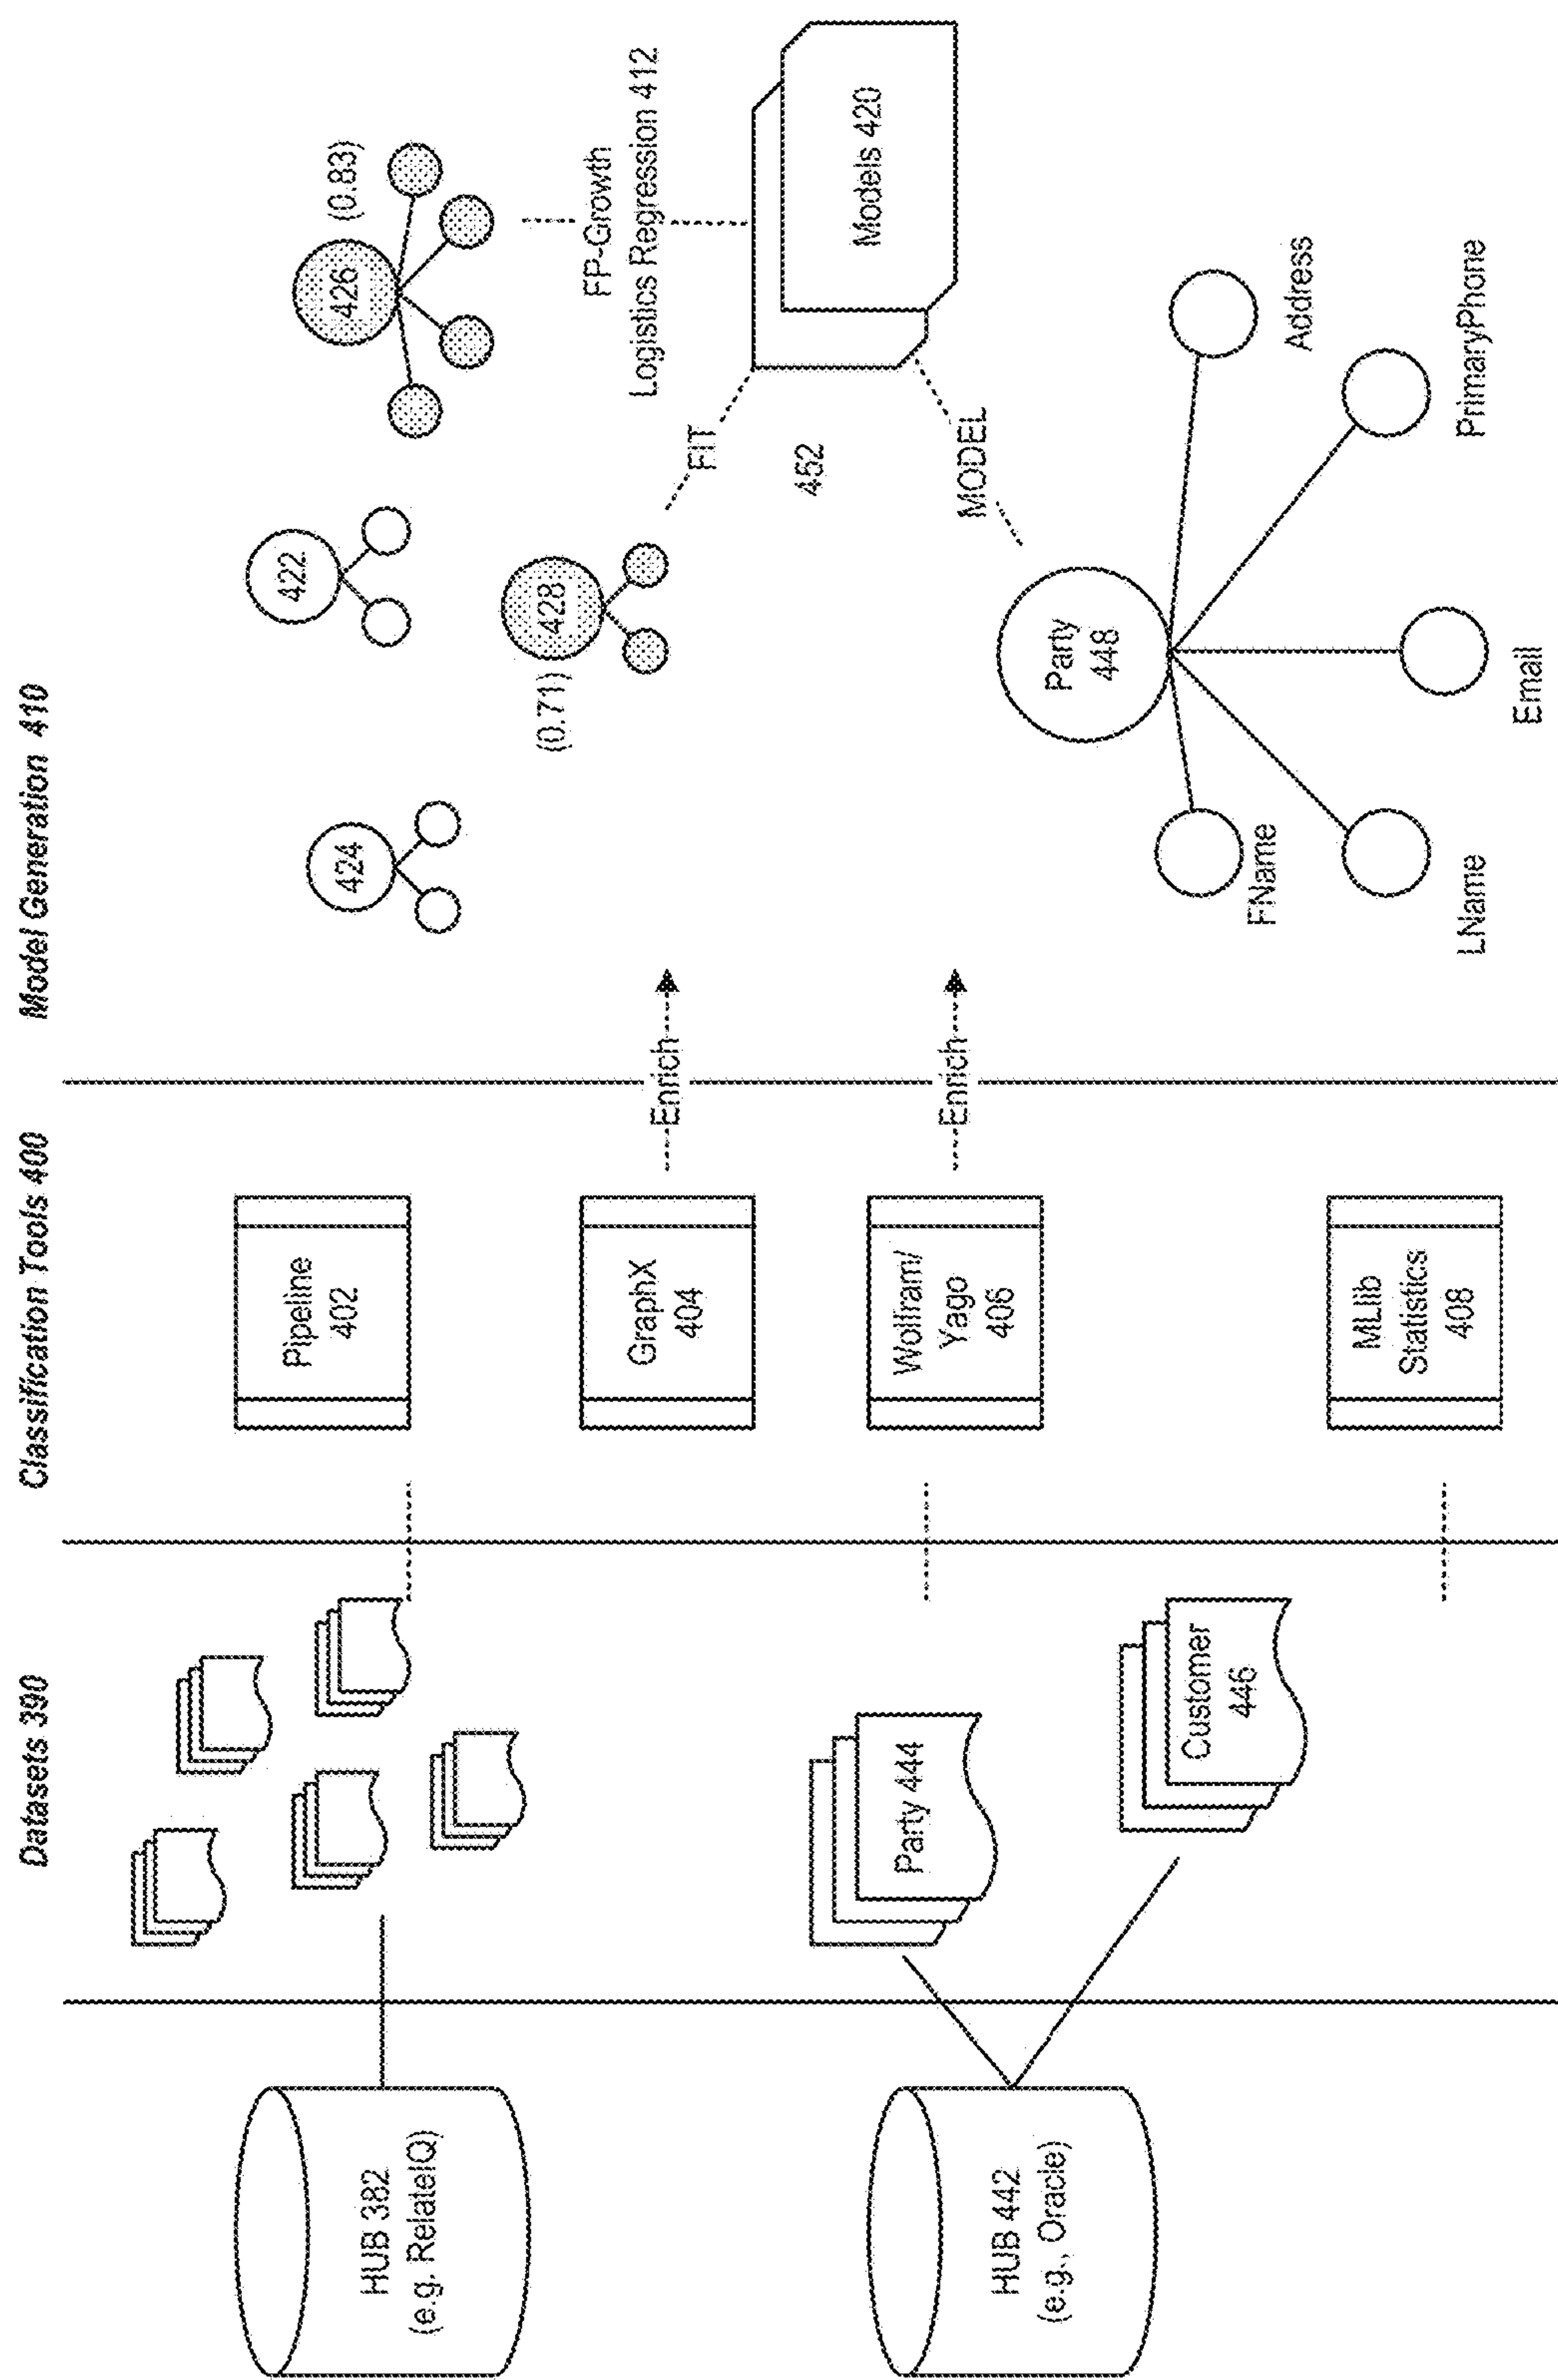 Datasets 390
Classification Tools 400
Model Generation 410
HUB 382
(e.g. RelateIQ)
HUB 442
(e.g., Oracle)
Party 444
Customer
446
Pipeline
402
GraphX
404
Wolfram/
Yago
406
MLlib
Statistics
408
Enrich
Enrich
424
422
426
(0.83)
(0.71)
428
FP-Growth
Logistics Regression 412
FIT
452
MODEL
Models 420
Party
448
FName
LName
Email
PrimaryPhone
Address